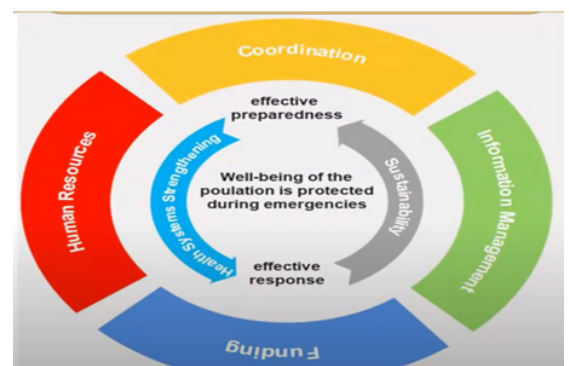 Coordination
effective
preparedness
Human Resources
Health Systems Strengthening
Well-being of the
poulation is protected
during emergencies
Sustainability
Information Management
effective
response
Funding